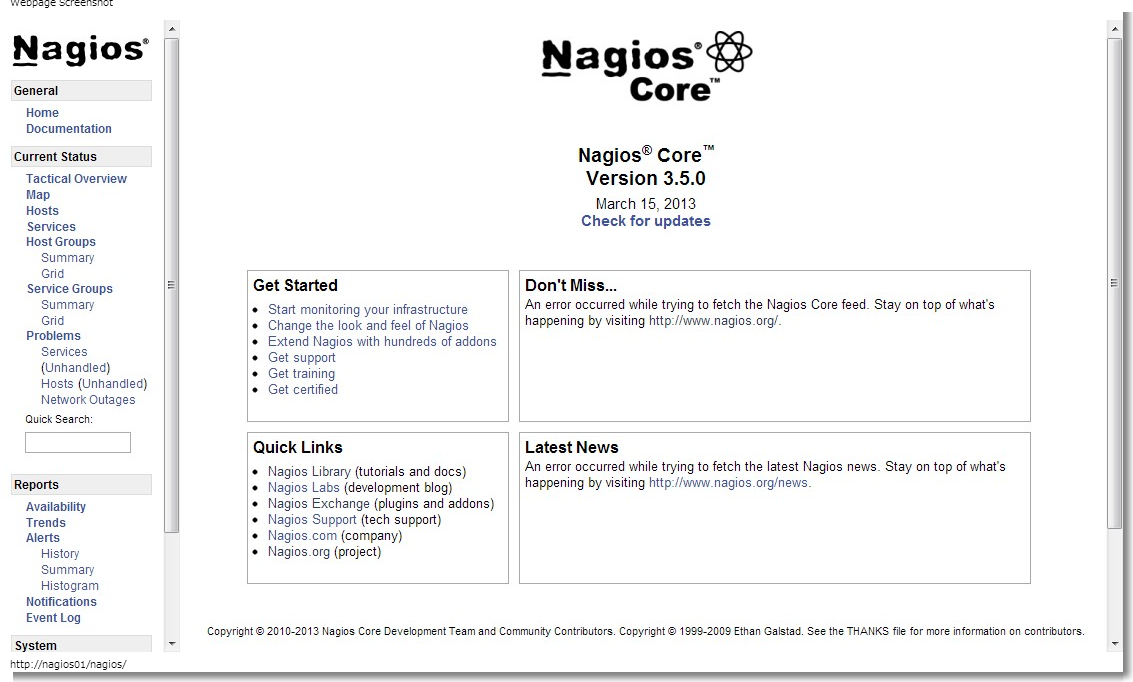 Webpage Screenshot
Nagios®
General
Home
Documentation
Current Status
Tactical Overview
Map
Hosts
Services
Host Groups
Summary
Grid
Service Groups
Summary
Grid
Problems
Services
(Unhandled)
Hosts (Unhandled)
Network Outages
Quick Search:
Reports
Availability
Trends
Alerts
History
Summary
Histogram
Notifications
Event Log
System
Nagios®
Core™
Nagios® Core™
Version 3.5.0
March 15, 2013
Check for updates
Get Started
Start monitoring your infrastructure
Change the look and feel of Nagios
Extend Nagios with hundreds of addons
Get support
Get training
Get certified
Don't Miss...
An error occurred while trying to fetch the Nagios Core feed. Stay on top of what's
happening by visiting http://www.nagios.org/.
Quick Links
Nagios Library (tutorials and docs)
Nagios Labs (development blog)
Nagios Exchange (plugins and addons)
Nagios Support (tech support)
Nagios.com (company)
Nagios.org (project)
Latest News
An error occurred while trying to fetch the latest Nagios news. Stay on top of what's
happening by visiting http://www.nagios.org/news.
Copyright © 2010-2013 Nagios Core Development Team and Community Contributors. Copyright © 1999-2009 Ethan Galstad. See the THANKS file for more information on contributors.
http://nagios01/nagios/